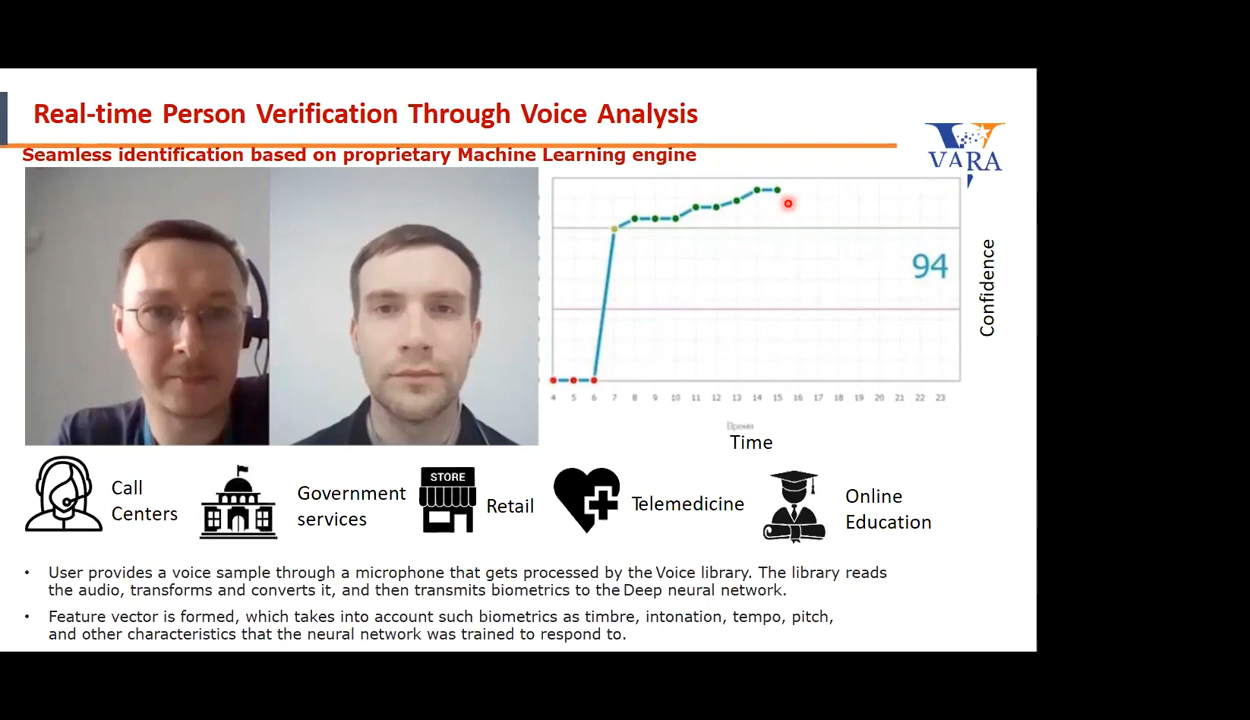 Real-time Person Verification Through Voice Analysis
Seamless identification based on proprietary Machine Learning engine
VARA
94
Confidence
4 5 6 7 8 9 10 11 12 13 14 15 16 17 18 19 20 21 22 23
Время
Time
Call
Centers
Government
services
STORE
Retail
Telemedicine
Online
Education
• User provides a voice sample through a microphone that gets processed by the Voice library. The library reads
the audio, transforms and converts it, and then transmits biometrics to the Deep neural network.
• Feature vector is formed, which takes into account such biometrics as timbre, intonation, tempo, pitch,
and other characteristics that the neural network was trained to respond to.